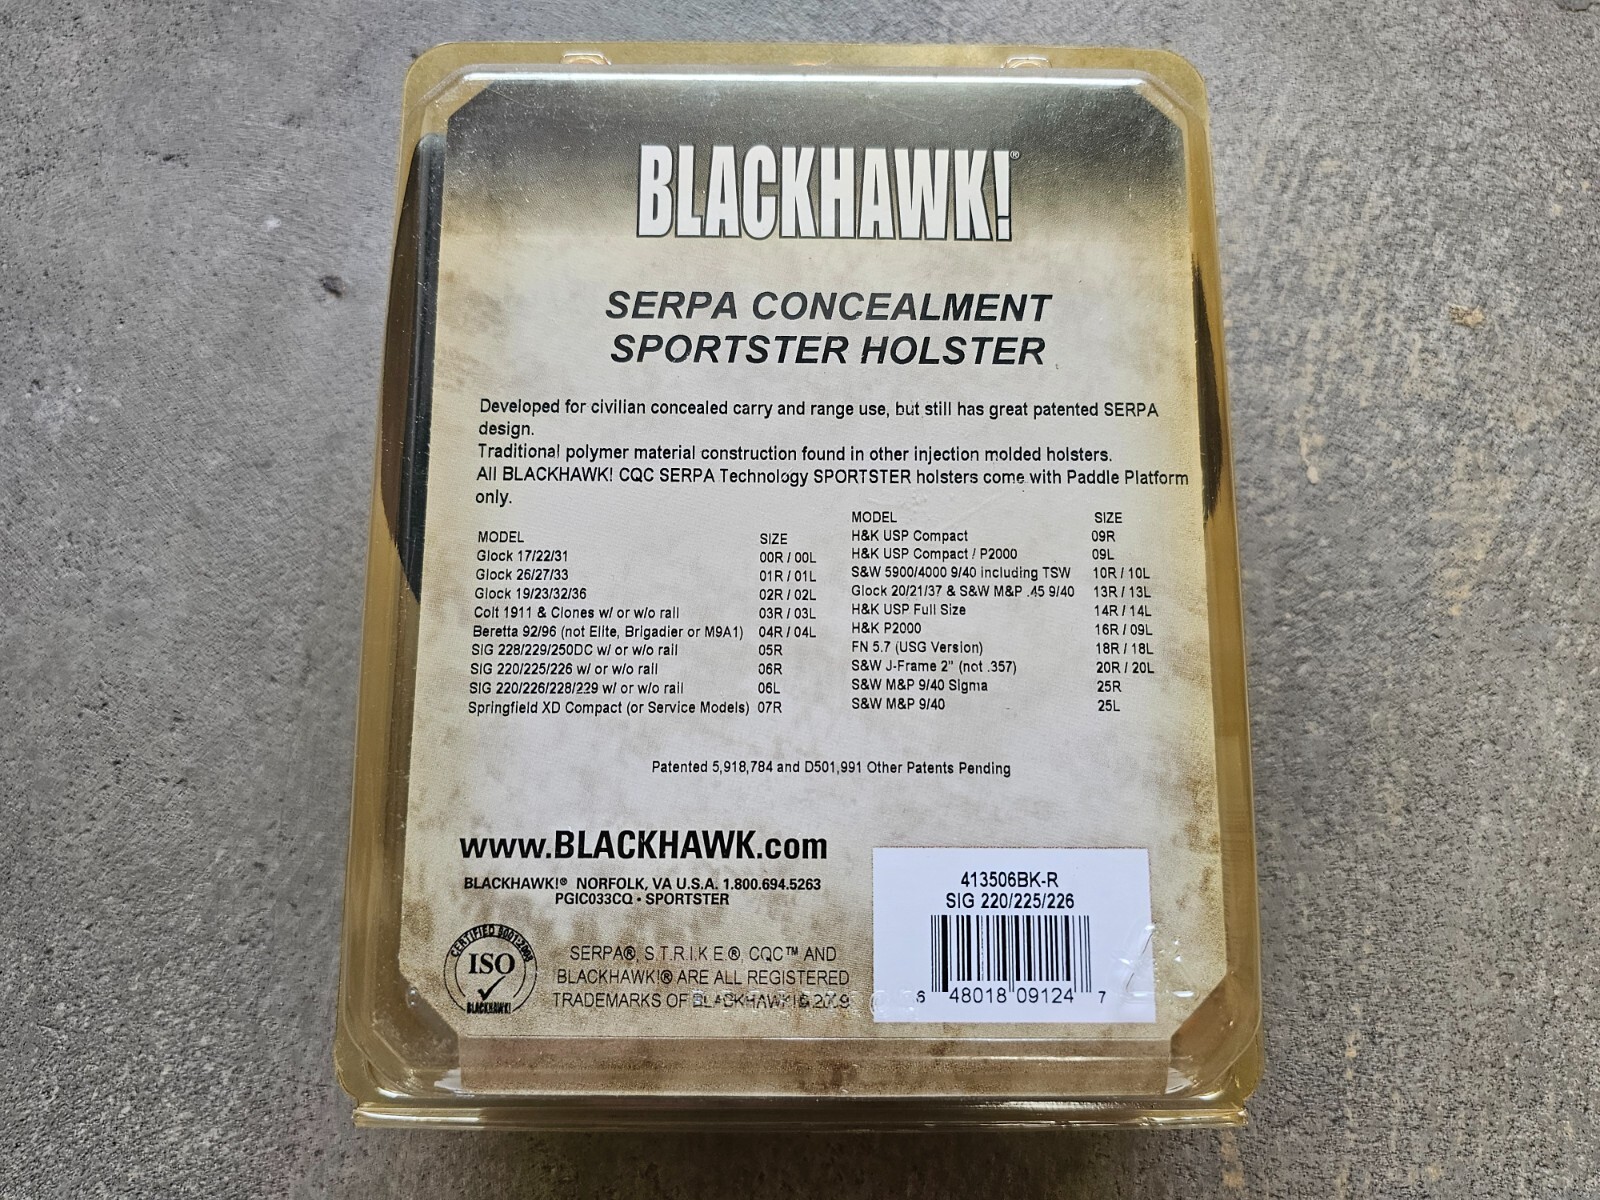 BLACKHAWK!®
SERPA CONCEALMENT
SPORTSTER HOLSTER
Developed for civilian concealed carry and range use, but still has great patented SERPA
design.
Traditional polymer material construction found in other injection molded holsters.
All BLACKHAWK! CQC SERPA Technology SPORTSTER holsters come with Paddle Platform
only.
MODEL SIZE
Glock 17/22/31 00R / 00L
Glock 26/27/33 01R / 01L
Glock 19/23/32/36 02R / 02L
Colt 1911 & Clones w/ or w/o rail 03R / 03L
Beretta 92/96 (not Elite, Brigadier or M9A1) 04R / 04L
SIG 228/229/250DC w/ or w/o rail 05R
SIG 220/225/226 w/ or w/o rail 06R
SIG 220/226/228/229 w/ or w/o rail 06L
Springfield XD Compact (or Service Models) 07R
MODEL SIZE
H&K USP Compact 09R
H&K USP Compact / P2000 09L
S&W 5900/4000 9/40 including TSW 10R / 10L
Glock 20/21/37 & S&W M&P .45 9/40 13R / 13L
H&K USP Full Size 14R / 14L
H&K P2000 16R / 09L
FN 5.7 (USG Version) 18R / 18L
S&W J-Frame 2" (not .357) 20R / 20L
S&W M&P 9/40 Sigma 25R
S&W M&P 9/40 25L
Patented 5,918,784 and D501,991 Other Patents Pending
www.BLACKHAWK.com
BLACKHAWK!® NORFOLK, VA U.S.A. 1.800.694.5263
PGIC033CQ • SPORTSTER
CERTIFIED 9001:2008
ISO
BLACKHAWK!
SERPA®, S.T.R.I.K.E.®, CQC™ AND
BLACKHAWK!® ARE ALL REGISTERED
TRADEMARKS OF BLACKHAWK!®
413506BK-R
SIG 220/225/226
6 48018 09124 7